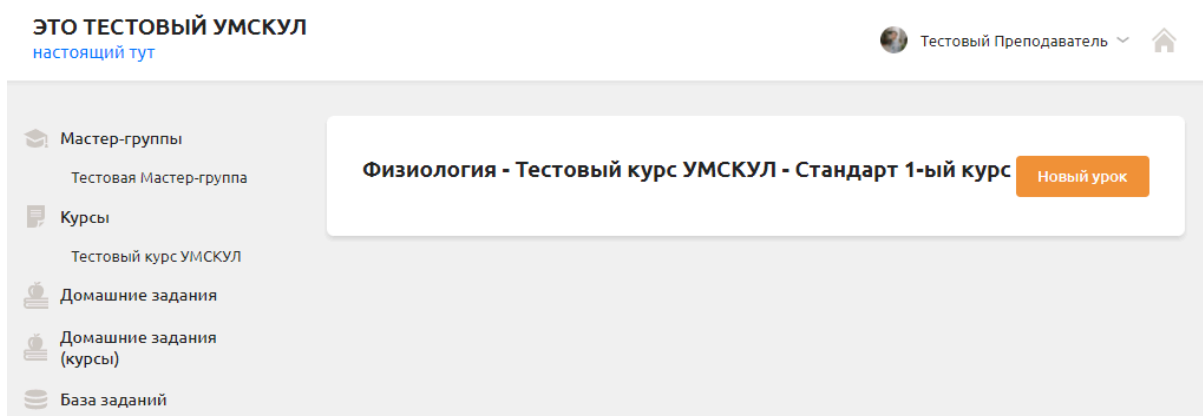 ЭТО ТЕСТОВЫЙ УМСКУЛ
настоящий тут
Тестовый Преподаватель
Мастер-группы
Тестовая Мастер-группа
Курсы
Тестовый курс УМСКУЛ
Домашние задания
Домашние задания
(курсы)
База заданий
Физиология - Тестовый курс УМСКУЛ - Стандарт 1-ый курс
Новый урок